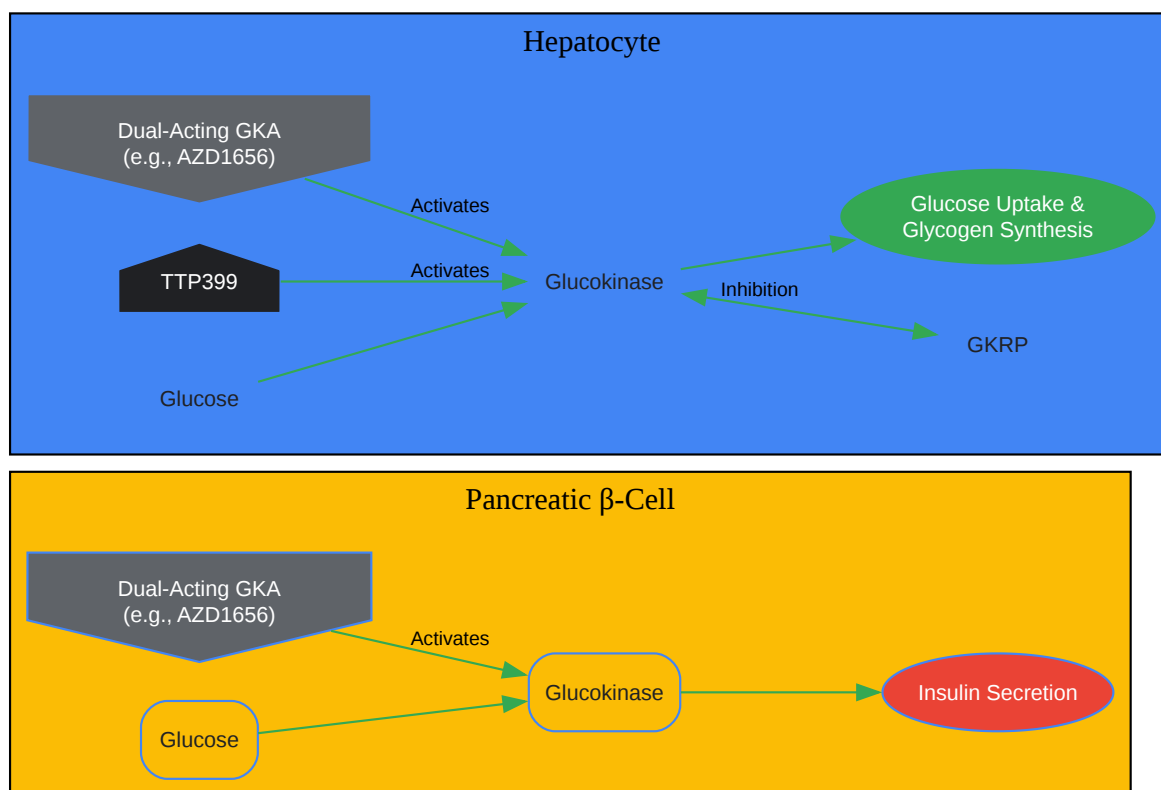 Hepatocyte
Dual-Acting GKA
(e.g., AZD1656)
Activates
Glucose Uptake &
Glycogen Synthesis
TTP399
Activates
Glucokinase
Inhibition
GKRP
Glucose
Pancreatic β-Cell
Dual-Acting GKA
(e.g., AZD1656)
Activates
Glucokinase
Insulin Secretion
Glucose